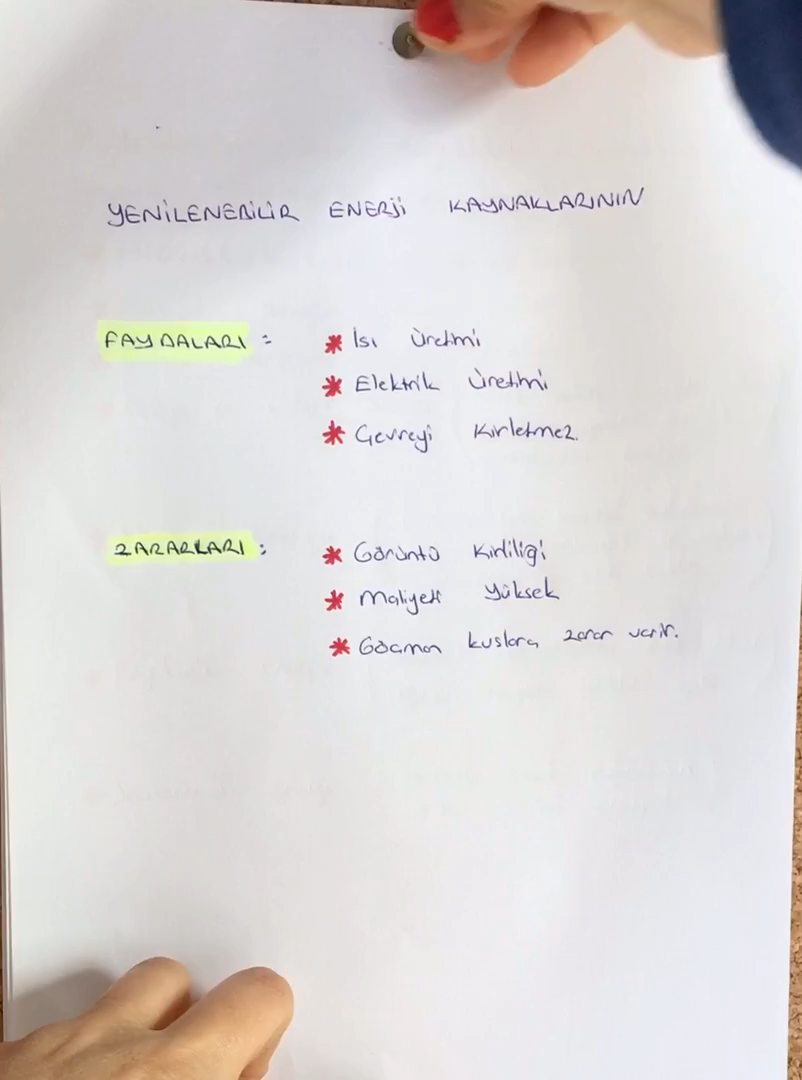 YENİLENEBİLİR ENERJİ KAYNAKLARININ
FAYDALARI : * Isı Üretimi
* Elektrik Üretimi
* Çevreyi Kirletmez.
ZARARLARI : * Görüntü Kirliliği
* Maliyeti Yüksek
* Göçmen kuşlara zarar verir.